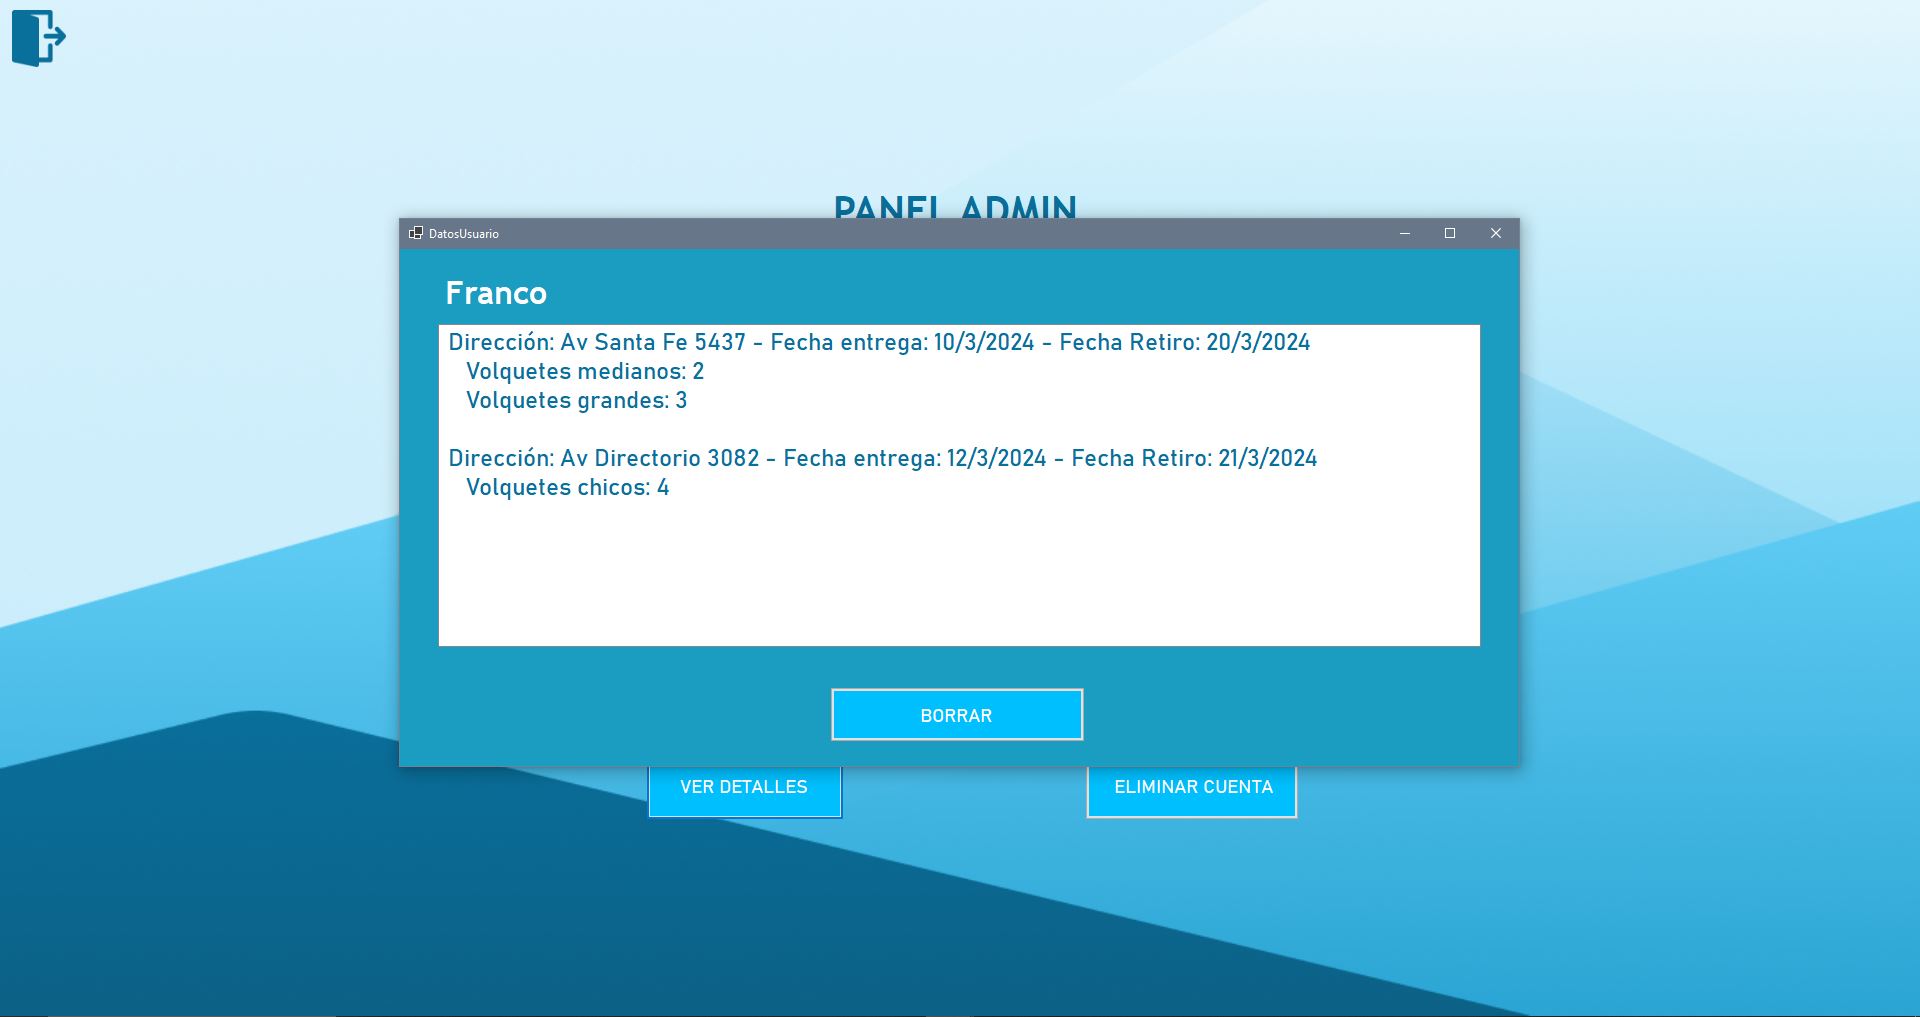 PANEL ADMIN
DatosUsuario
Franco
Dirección: Av Santa Fe 5437 - Fecha entrega: 10/3/2024 - Fecha Retiro: 20/3/2024
Volquetes medianos: 2
Volquetes grandes: 3
Dirección: Av Directorio 3082 - Fecha entrega: 12/3/2024 - Fecha Retiro: 21/3/2024
Volquetes chicos: 4
BORRAR
VER DETALLES
ELIMINAR CUENTA